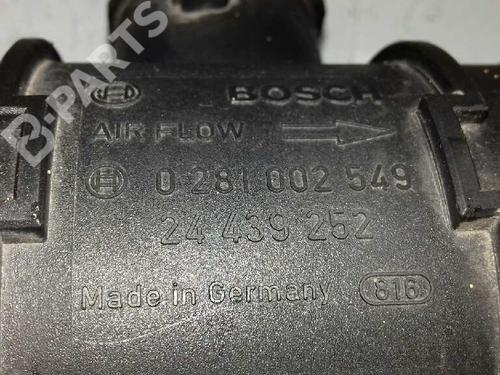 B-PARTS
BOSCH
AIR FLOW
0 281 002 549
24 439 252
Made in Germany 816